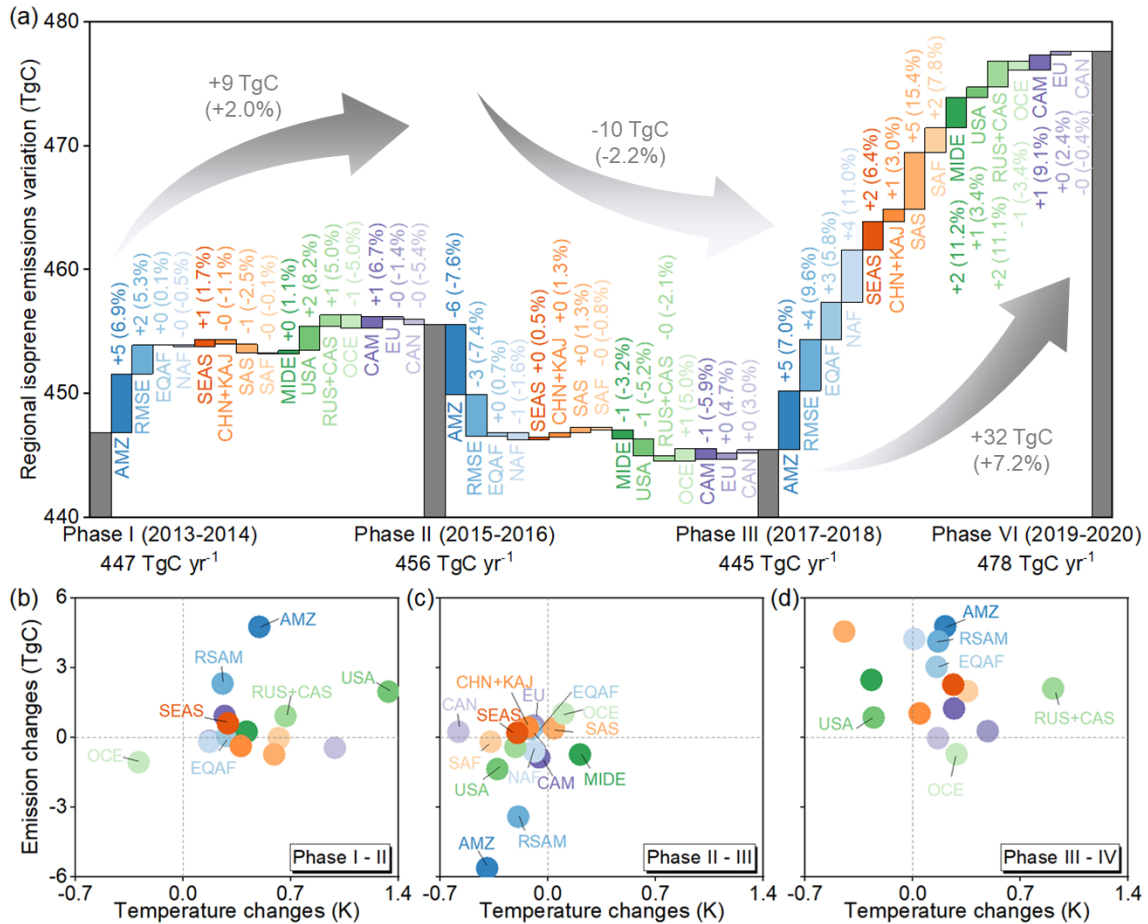 (a)
480
470
460
450
440
Regional isoprene emissions variation (TgC)
+9 TgC
(+2.0%)
-10 TgC
(-2.2%)
+32 TgC
(+7.2%)
AMZ +5 (6.9%)
RMSE +2 (5.3%)
EQAF +0 (0.1%)
NAF -0 (-0.5%)
SEAS +1 (1.7%)
CHN+KAJ -0 (-1.1%)
SAS -1 (-2.5%)
SAF -0 (-0.1%)
MIDE +0 (1.1%)
USA +2 (8.2%)
RUS+CAS +1 (5.0%)
OCE -1 (-5.0%)
CAM +1 (6.7%)
EU -0 (-1.4%)
CAN -0 (-5.4%)
AMZ -6 (-7.6%)
RMSE -3 (-7.4%)
EQAF +0 (0.7%)
NAF -1 (-1.6%)
SEAS +0 (0.5%)
CHN+KAJ +0 (1.3%)
SAS +0 (1.3%)
SAF -0 (-0.8%)
MIDE -1 (-3.2%)
USA -1 (-5.2%)
RUS+CAS -0 (-2.1%)
OCE +1 (5.0%)
CAM -1 (-5.9%)
EU +0 (4.7%)
CAN +0 (3.0%)
AMZ +5 (7.0%)
RMSE +4 (9.6%)
EQAF +3 (5.8%)
NAF +4 (11.0%)
SEAS +2 (6.4%)
CHN+KAJ +1 (3.0%)
SAS +5 (15.4%)
SAF +2 (7.8%)
+2 (11.2%) MIDE
+1 (3.4%) USA
+2 (11.1%) RUS+CAS
-1 (-3.4%) OCE
+1 (9.1%) CAM
+0 (2.4%) EU
-0 (-0.4%) CAN
Phase I (2013-2014)
447 TgC yr⁻¹
Phase II (2015-2016)
456 TgC yr⁻¹
Phase III (2017-2018)
445 TgC yr⁻¹
Phase VI (2019-2020)
478 TgC yr⁻¹
(b)
Emission changes (TgC)
6
3
0
-3
-6
AMZ
RSAM
USA
RUS+CAS
SEAS
OCE
EQAF
Phase I - II
-0.7
0.0
0.7
1.4
Temperature changes (K)
(c)
CHN+KAJ
EU
EQAF
CAN
SEAS
OCE
SAS
SAF
NAF
USA
CAM
MIDE
RSAM
AMZ
Phase II - III
-0.7
0.0
0.7
1.4
Temperature changes (K)
(d)
AMZ
RSAM
EQAF
USA
RUS+CAS
OCE
Phase III - IV
-0.7
0.0
0.7
1.4
Temperature changes (K)